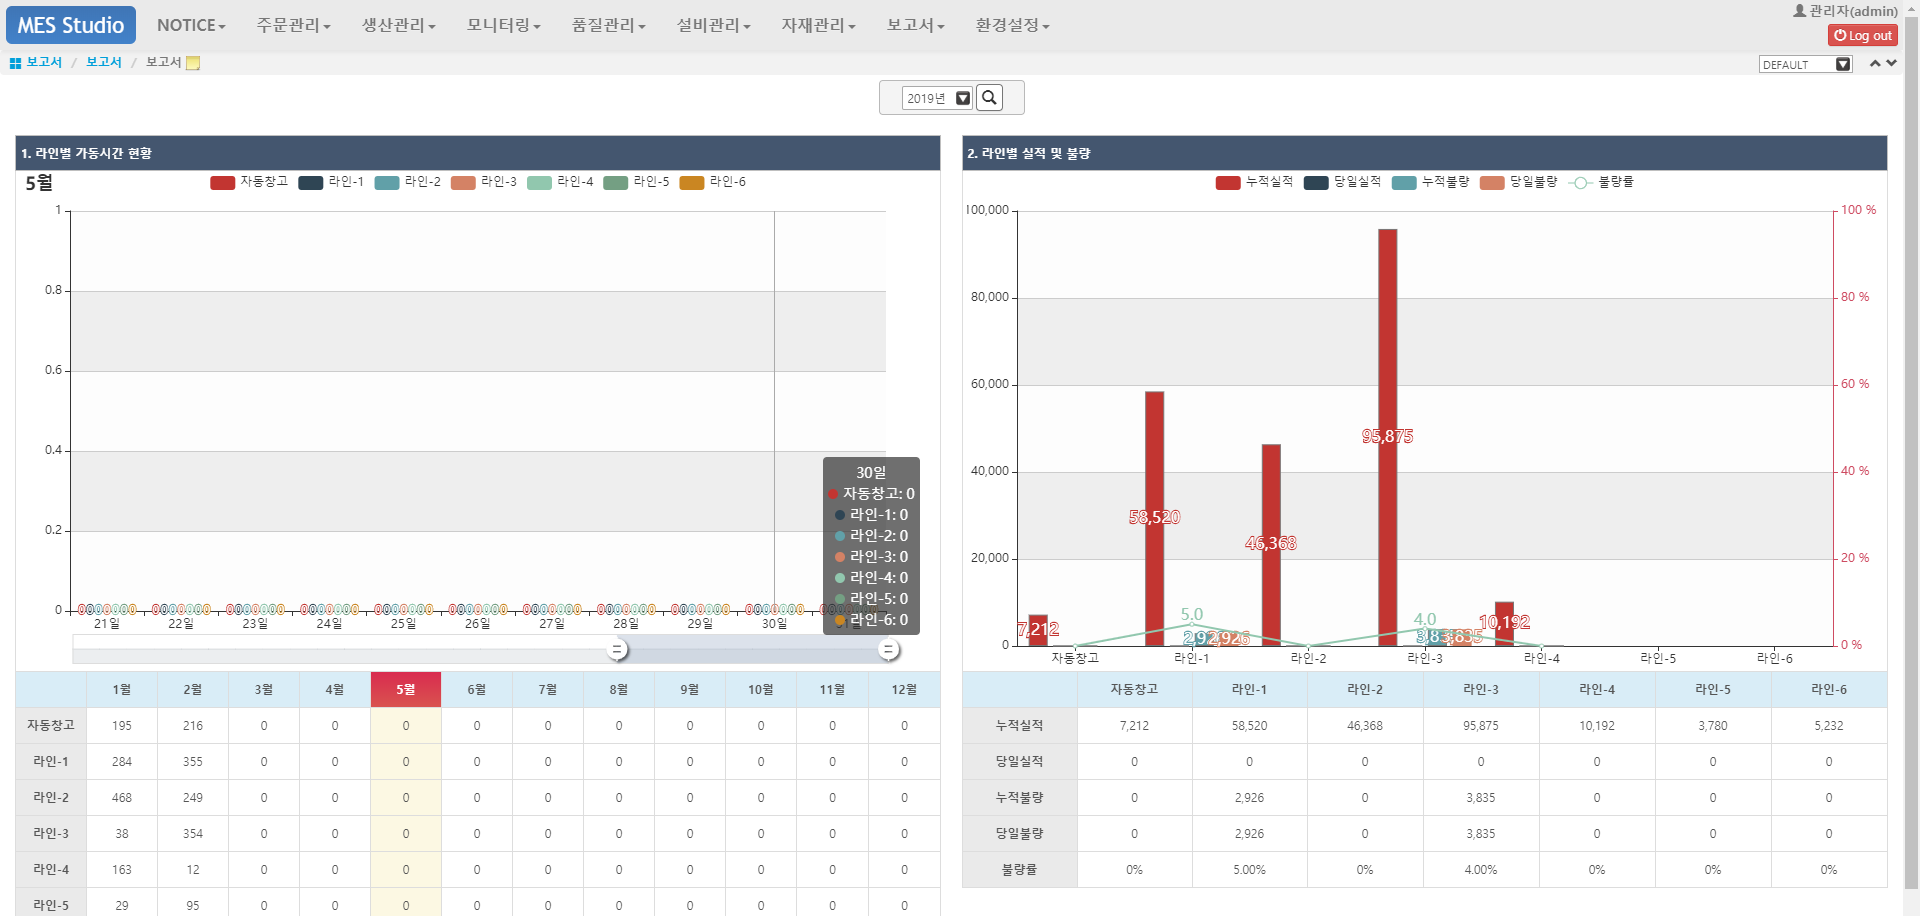 MES Studio NOTICE 주문관리 생산관리 모니터링 품질관리 설비관리 자재관리 보고서 환경설정 관리자(admin)
Log out
보고서 / 보고서 / 보고서 DEFAULT
2019년
1. 라인별 가동시간 현황
5월 자동창고 라인-1 라인-2 라인-3 라인-4 라인-5 라인-6
1
0.8
0.6
0.4
0.2
0
30일
자동창고: 0
라인-1: 0
라인-2: 0
라인-3: 0
라인-4: 0
라인-5: 0
라인-6: 0
0000000 0000000 0000000 0000000 0000000 0000000 0000000 0000000 0000000 0000000
21일 22일 23일 24일 25일 26일 27일 28일 29일 30일 31일
1월 2월 3월 4월 5월 6월 7월 8월 9월 10월 11월 12월
자동창고 195 216 0 0 0 0 0 0 0 0 0 0
라인-1 284 355 0 0 0 0 0 0 0 0 0 0
라인-2 468 249 0 0 0 0 0 0 0 0 0 0
라인-3 38 354 0 0 0 0 0 0 0 0 0 0
라인-4 163 12 0 0 0 0 0 0 0 0 0 0
라인-5 29 95 0 0 0 0 0 0 0 0 0 0
2. 라인별 실적 및 불량
누적실적 당일실적 누적불량 당일불량 불량률
100,000 100 %
80,000 80 %
60,000 60 %
40,000 40 %
20,000 20 %
0 0 %
95,875
58,520
46,368
7,212 5.0 2,926 4.0 3,835 10,192
자동창고 라인-1 라인-2 라인-3 라인-4 라인-5 라인-6
자동창고 라인-1 라인-2 라인-3 라인-4 라인-5 라인-6
누적실적 7,212 58,520 46,368 95,875 10,192 3,780 5,232
당일실적 0 0 0 0 0 0 0
누적불량 0 2,926 0 3,835 0 0 0
당일불량 0 2,926 0 3,835 0 0 0
불량률 0% 5.00% 0% 4.00% 0% 0% 0%